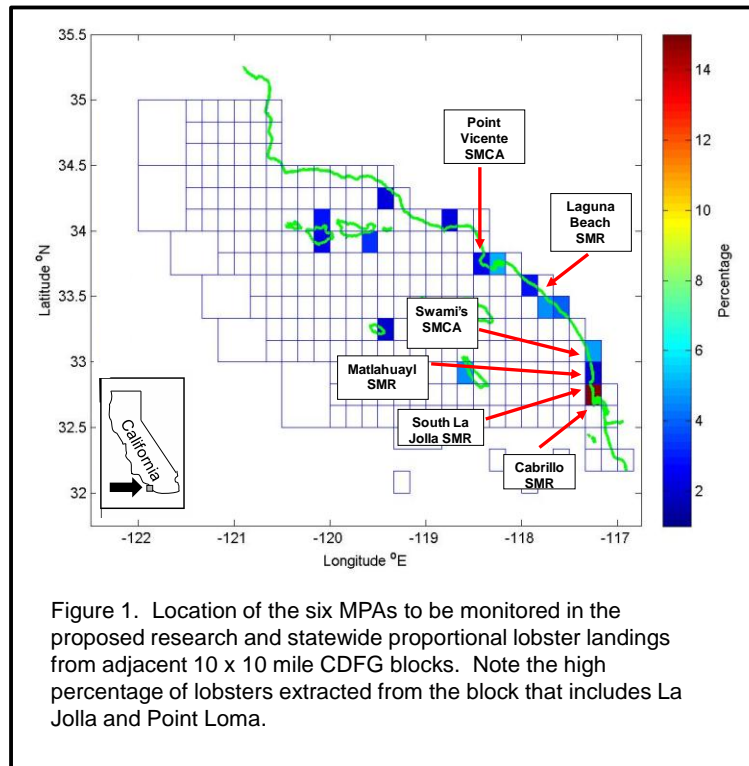 35.5
35
34.5
34
33.5
33
32.5
32
Latitude ºN
-122
-121
-120
-119
-118
-117
Longitude ºE
Point
Vicente
SMCA
Laguna
Beach
SMR
Swami's
SMCA
Matlahuayl
SMR
South La
Jolla SMR
Cabrillo
SMR
California
14
12
10
8
6
4
2
Percentage
Figure 1. Location of the six MPAs to be monitored in the
proposed research and statewide proportional lobster landings
from adjacent 10 x 10 mile CDFG blocks. Note the high
percentage of lobsters extracted from the block that includes La
Jolla and Point Loma.